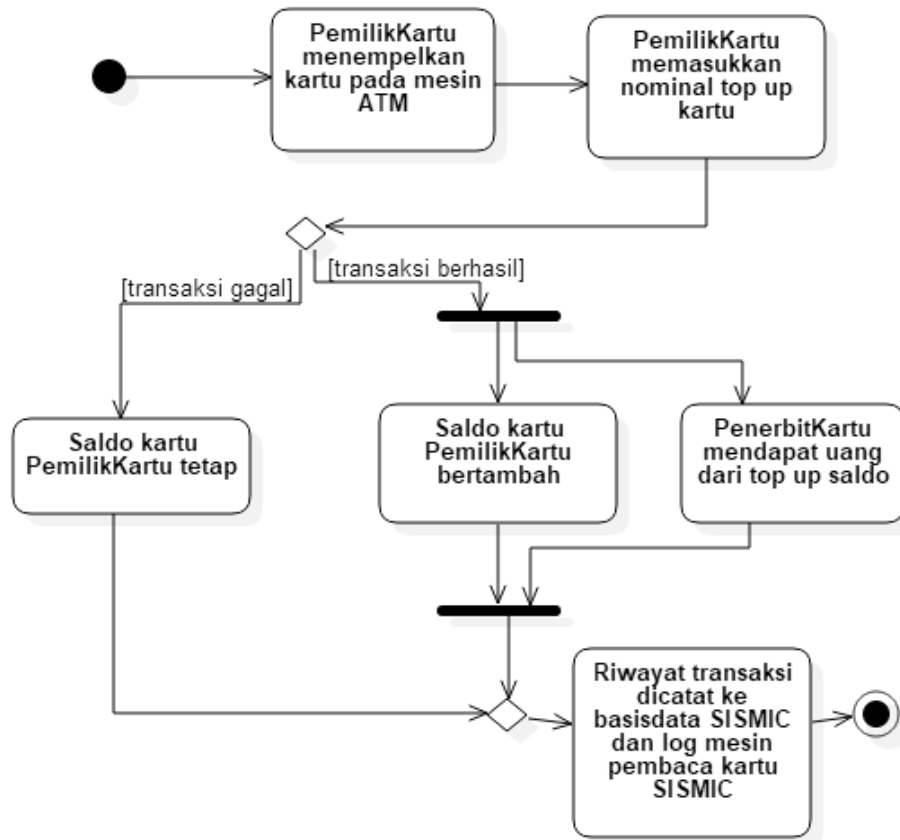 PemilikKartu
menempelkan
kartu pada mesin
ATM
PemilikKartu
memasukkan
nominal top up
kartu
[transaksi gagal]
[transaksi berhasil]
Saldo kartu
PemilikKartu tetap
Saldo kartu
PemilikKartu
bertambah
PenerbitKartu
mendapat uang
dari top up saldo
Riwayat transaksi
dicatat ke
basisdata SISMIC
dan log mesin
pembaca kartu
SISMIC